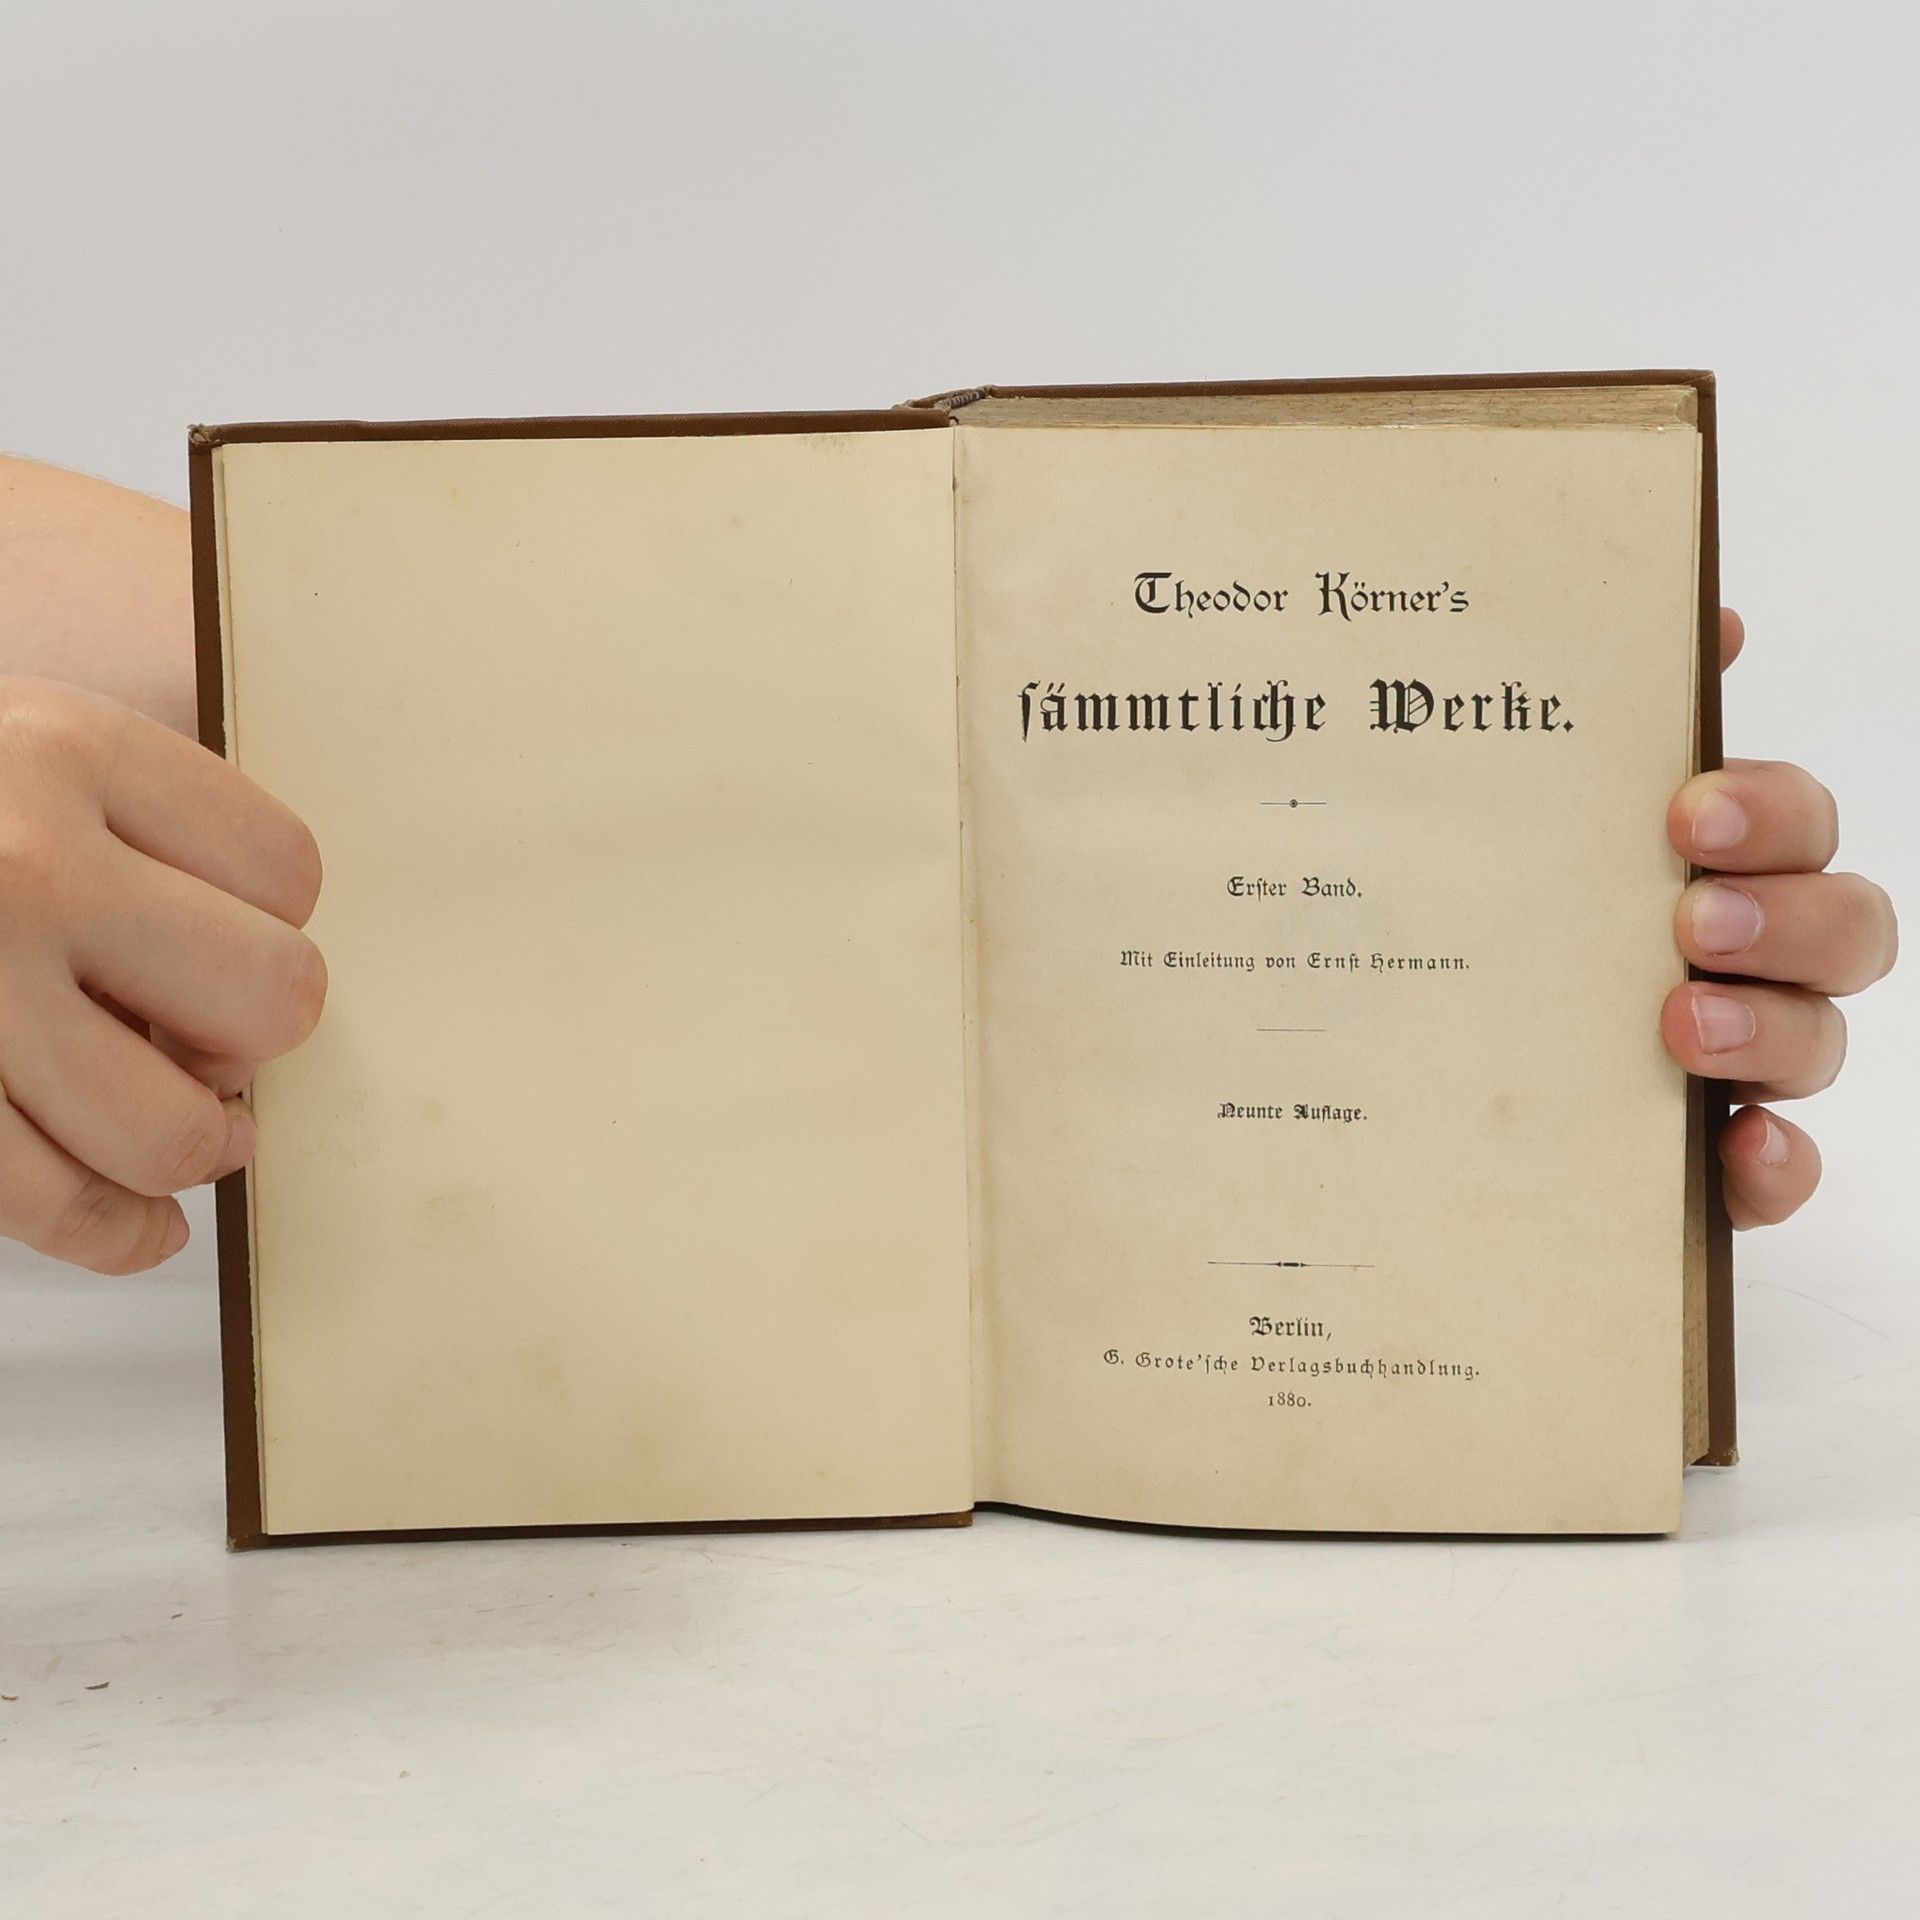 Theodor Körner's
ſämmtliche Werke.
Erſter Band.
Mit Einleitung von Ernſt Hermann.
Neunte Auflage.
Berlin,
G. Grote'ſche Verlagsbuchhandlung.
1880.